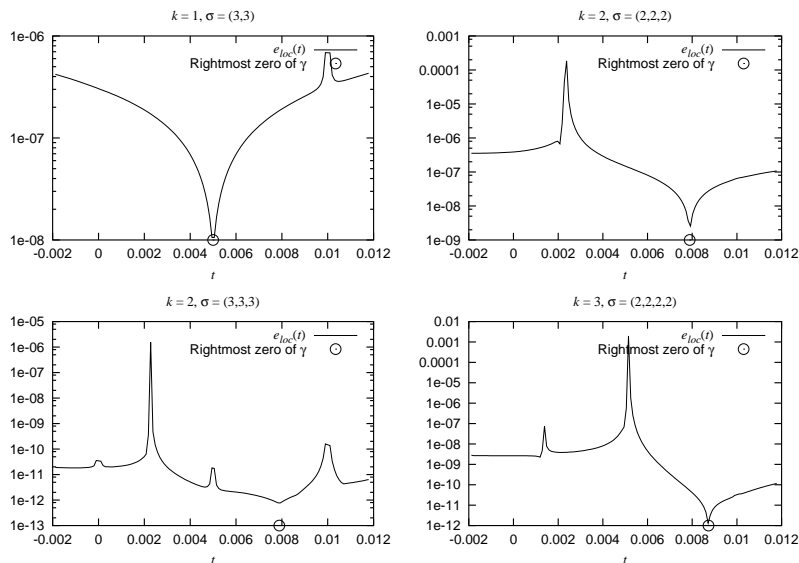 k = 1, σ = (3,3)
1e-06
1e-07
1e-08
-0.002 0 0.002 0.004 0.006 0.008 0.01 0.012
t
e_loc(t)
Rightmost zero of γ
k = 2, σ = (2,2,2)
0.001
0.0001
1e-05
1e-06
1e-07
1e-08
1e-09
-0.002 0 0.002 0.004 0.006 0.008 0.01 0.012
t
e_loc(t)
Rightmost zero of γ
k = 2, σ = (3,3,3)
1e-05
1e-06
1e-07
1e-08
1e-09
1e-10
1e-11
1e-12
1e-13
-0.002 0 0.002 0.004 0.006 0.008 0.01 0.012
t
e_loc(t)
Rightmost zero of γ
k = 3, σ = (2,2,2,2)
0.01
0.001
0.0001
1e-05
1e-06
1e-07
1e-08
1e-09
1e-10
1e-11
1e-12
-0.002 0 0.002 0.004 0.006 0.008 0.01 0.012
t
e_loc(t)
Rightmost zero of γ